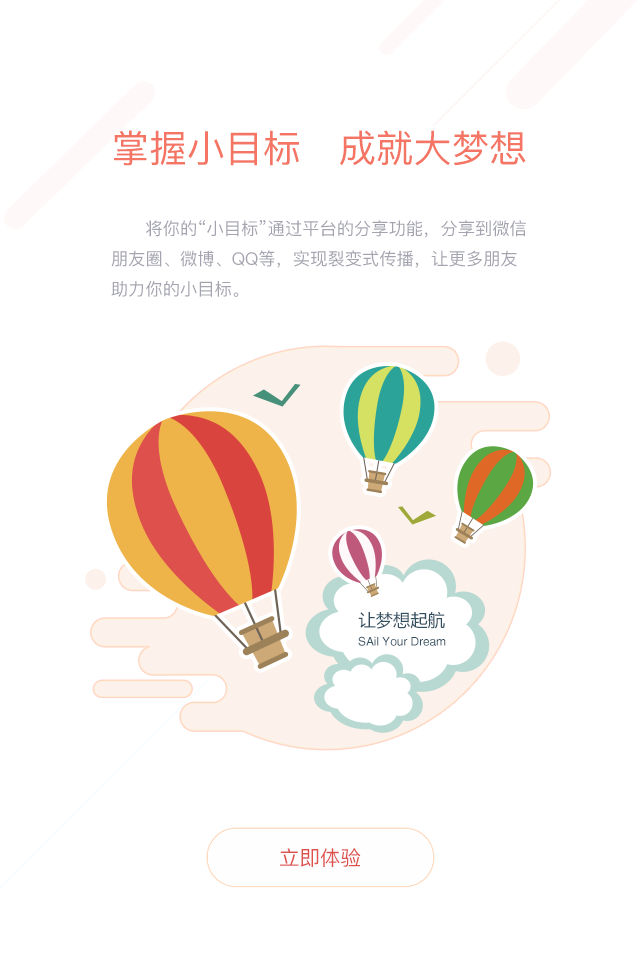 掌握小目标 成就大梦想
将你的“小目标”通过平台的分享功能，分享到微信
朋友圈、微博、QQ等，实现裂变式传播，让更多朋友
助力你的小目标。
让梦想起航
SAil Your Dream
立即体验